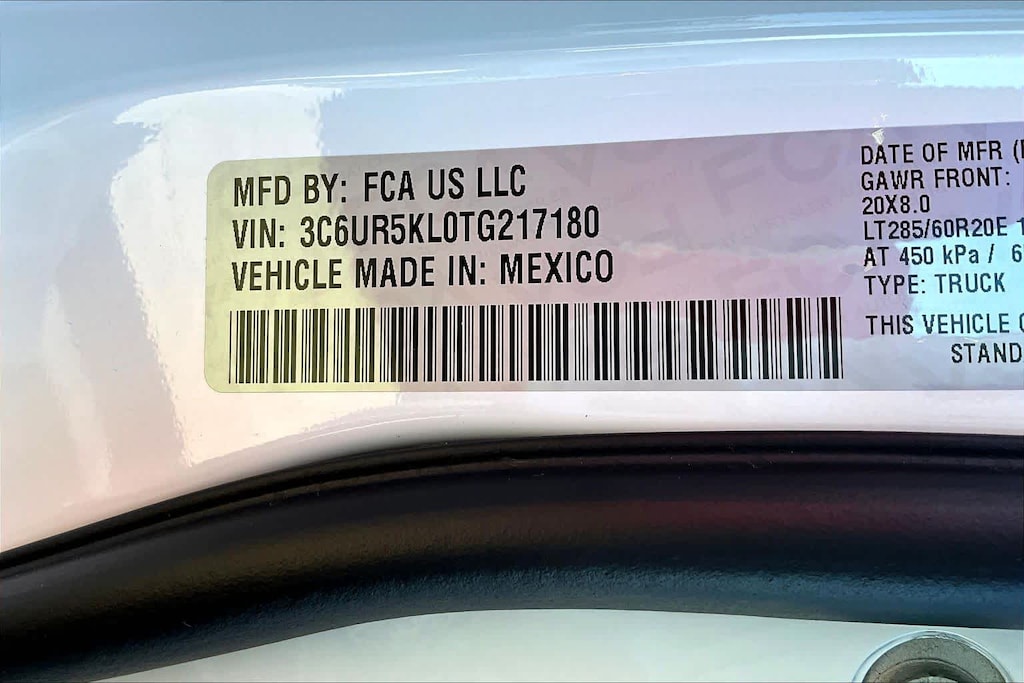 MFD BY: FCA US LLC
VIN: 3C6UR5KL0TG217180
VEHICLE MADE IN: MEXICO
DATE OF MFR
GAWR FRONT:
20X8.0
LT285/60R20E
AT 450 kPa /
TYPE: TRUCK
THIS VEHICLE
STAND